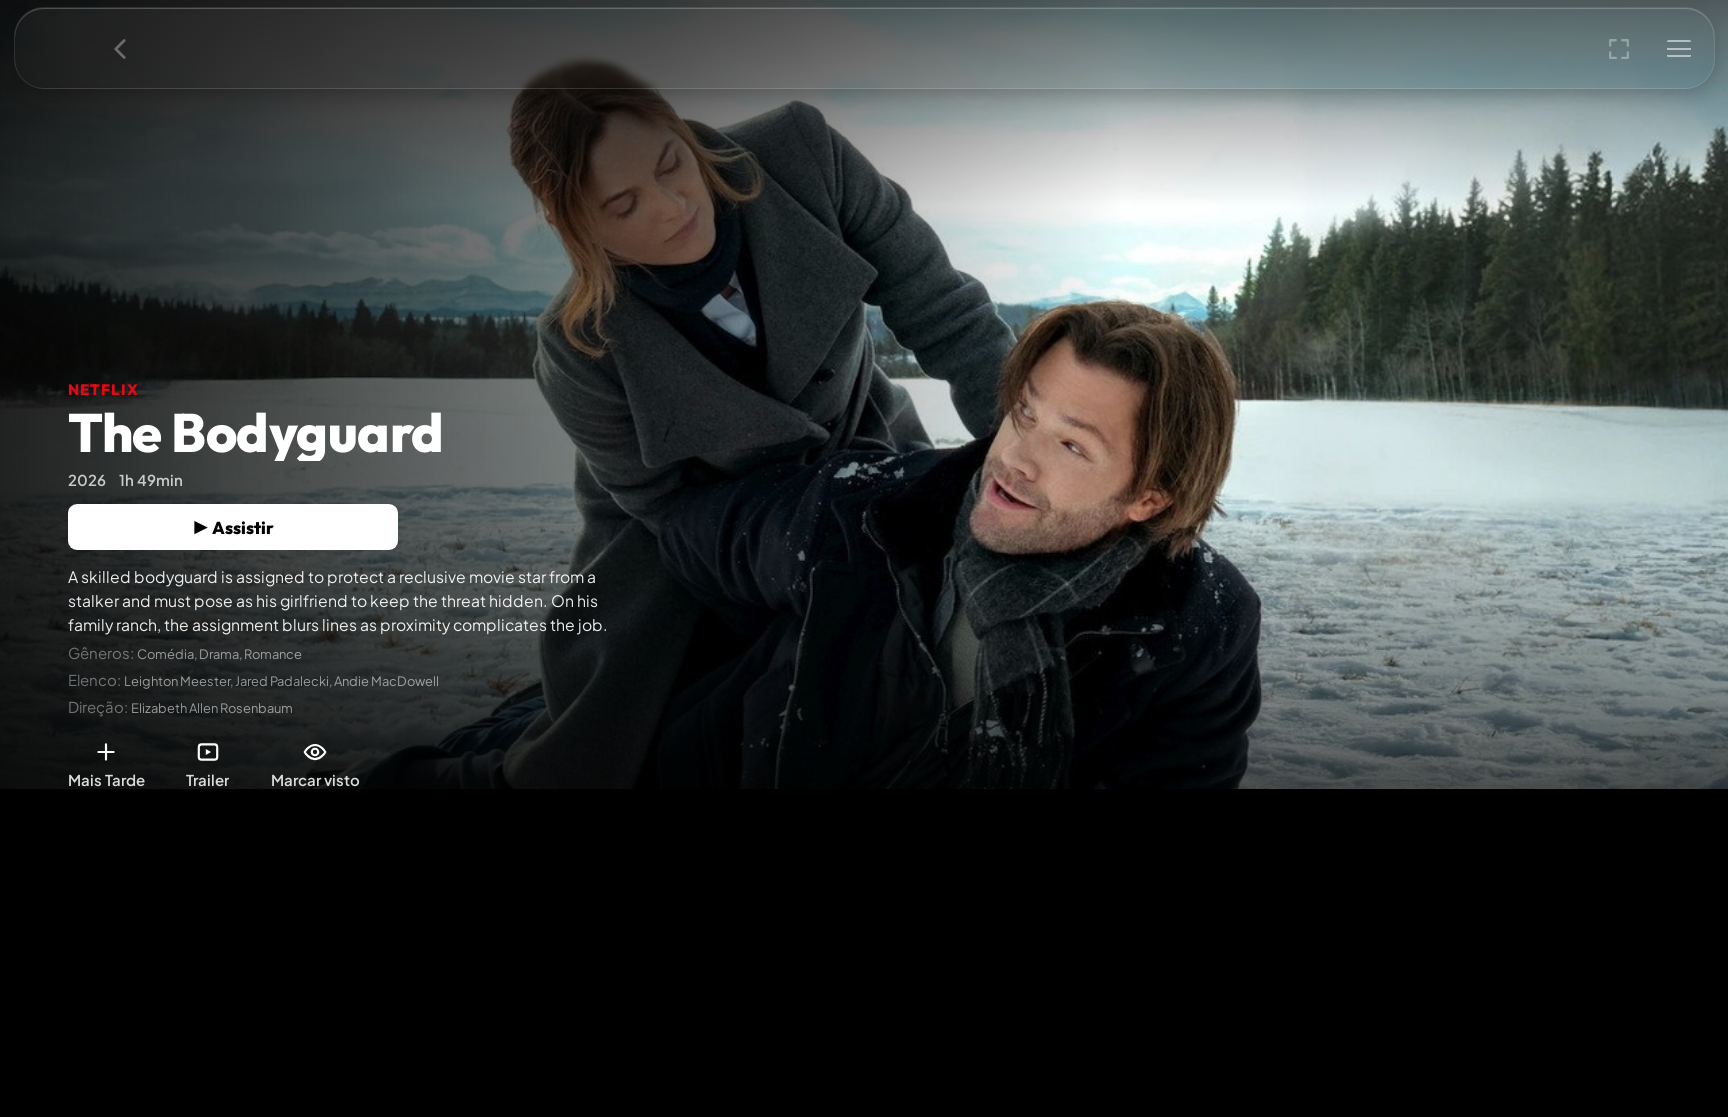 NETFLIX
The Bodyguard
2026 1h 49min
Assistir
A skilled bodyguard is assigned to protect a reclusive movie star from a
stalker and must pose as his girlfriend to keep the threat hidden. On his
family ranch, the assignment blurs lines as proximity complicates the job.
Gêneros: Comédia, Drama, Romance
Elenco: Leighton Meester, Jared Padalecki, Andie MacDowell
Direção: Elizabeth Allen Rosenbaum
Mais Tarde Trailer Marcar visto